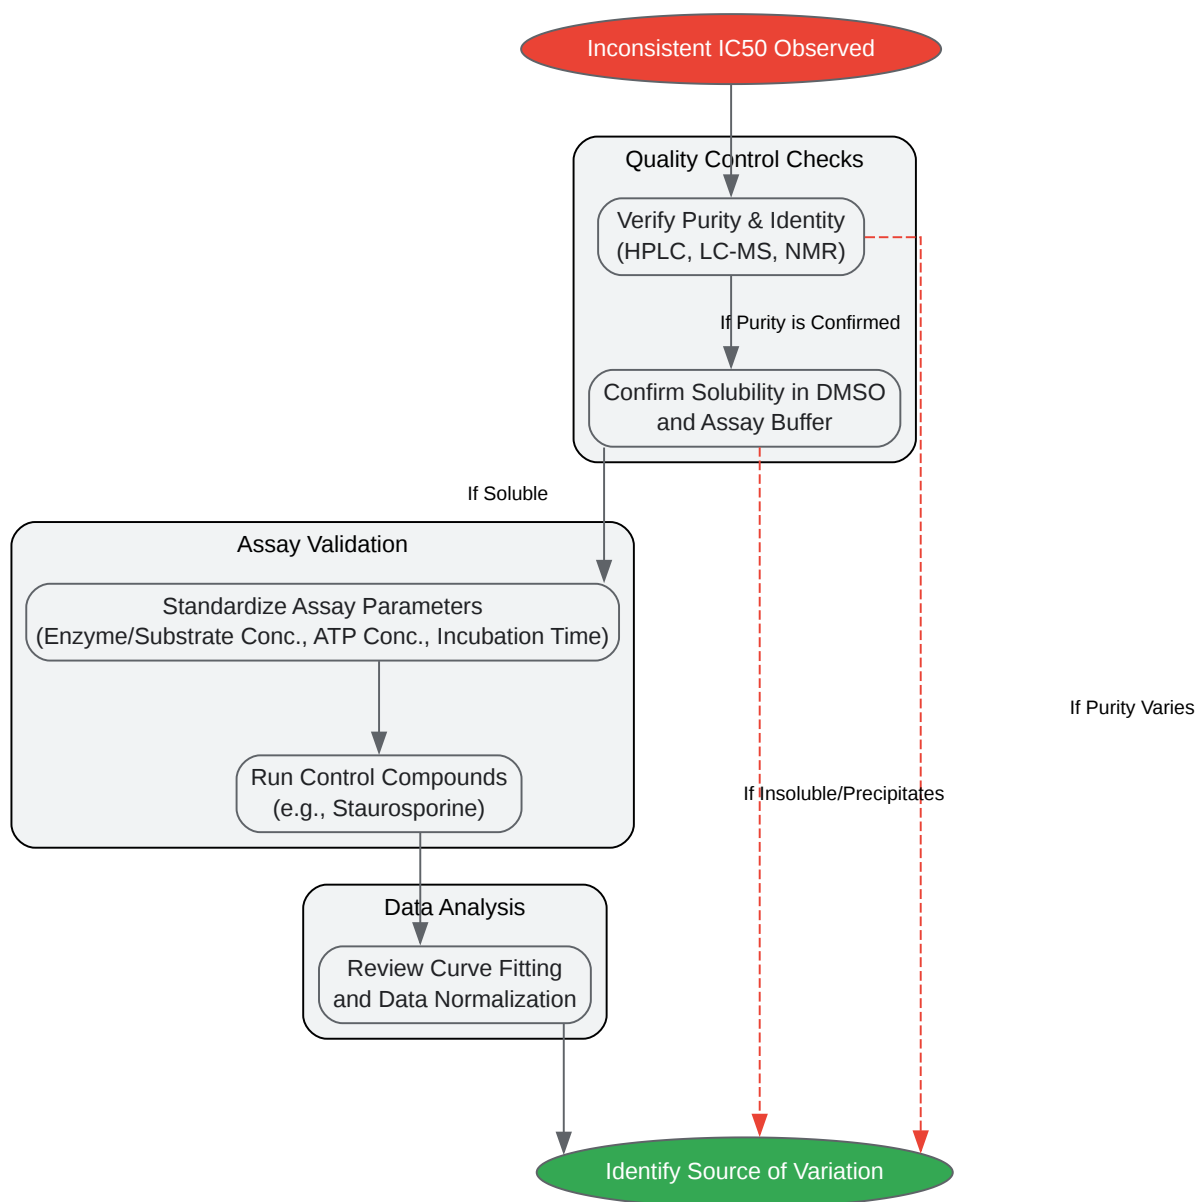 Inconsistent IC50 Observed
Quality Control Checks
Verify Purity & Identity
(HPLC, LC-MS, NMR)
If Purity is Confirmed
Confirm Solubility in DMSO
and Assay Buffer
If Soluble
Assay Validation
Standardize Assay Parameters
(Enzyme/Substrate Conc., ATP Conc., Incubation Time)
If Purity Varies
Run Control Compounds
(e.g., Staurosporine)
If Insoluble/Precipitates
Data Analysis
Review Curve Fitting
and Data Normalization
Identify Source of Variation